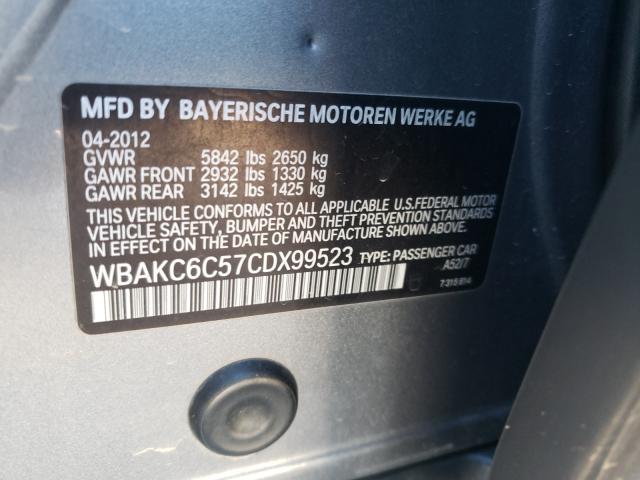 MFD BY BAYERISCHE MOTOREN WERKE AG
04-2012
GVWR 5842 lbs 2650 kg
GAWR FRONT 2932 lbs 1330 kg
GAWR REAR 3142 lbs 1425 kg
THIS VEHICLE CONFORMS TO ALL APPLICABLE U.S. FEDERAL MOTOR
VEHICLE SAFETY, BUMPER AND THEFT PREVENTION STANDARDS
IN EFFECT ON THE DATE OF MANUFACTURE SHOWN ABOVE.
WBAKC6C57CDX99523 TYPE: PASSENGER CAR
A52/7
7 315 814